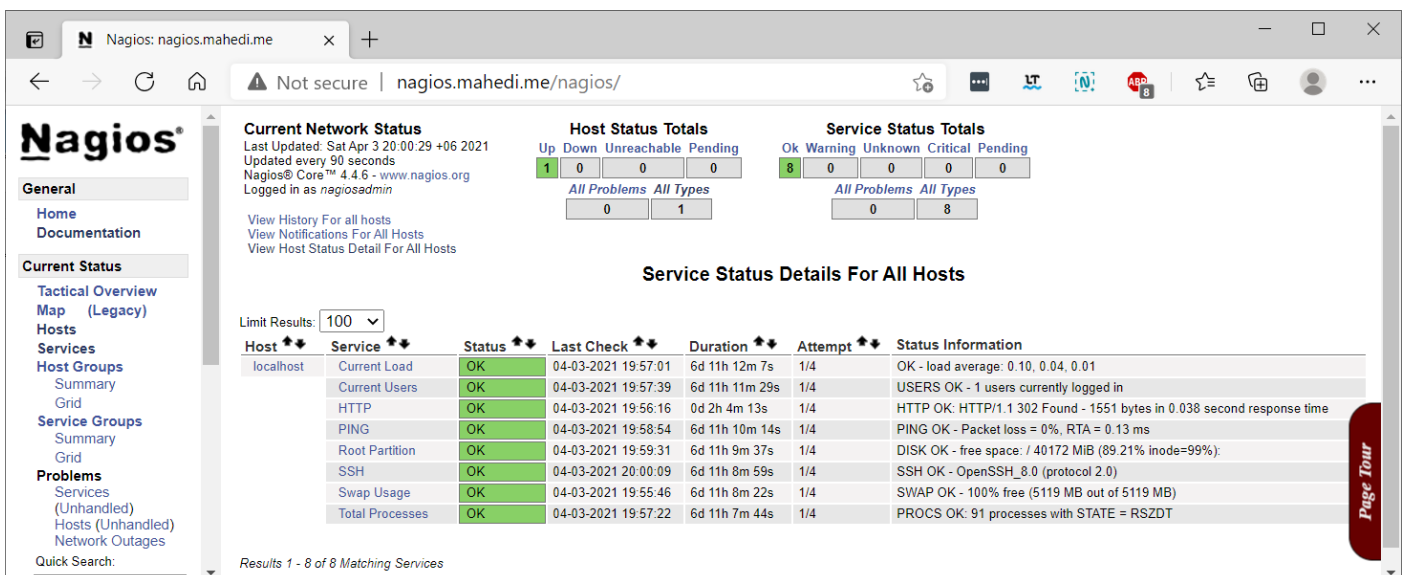 Nagios: nagios.mahedi.me
Not secure | nagios.mahedi.me/nagios/
ABP 8
Nagios®
General
Home
Documentation
Current Status
Tactical Overview
Map (Legacy)
Hosts
Services
Host Groups
Summary
Grid
Service Groups
Summary
Grid
Problems
Services
(Unhandled)
Hosts (Unhandled)
Network Outages
Quick Search:
Current Network Status
Last Updated: Sat Apr 3 20:00:29 +06 2021
Updated every 90 seconds
Nagios® Core™ 4.4.6 - www.nagios.org
Logged in as nagiosadmin
View History For all hosts
View Notifications For All Hosts
View Host Status Detail For All Hosts
Host Status Totals
Up Down Unreachable Pending
1 0 0 0
All Problems All Types
0 1
Service Status Totals
Ok Warning Unknown Critical Pending
8 0 0 0 0
All Problems All Types
0 8
Service Status Details For All Hosts
Limit Results: 100
Host Service Status Last Check Duration Attempt Status Information
localhost Current Load OK 04-03-2021 19:57:01 6d 11h 12m 7s 1/4 OK - load average: 0.10, 0.04, 0.01
Current Users OK 04-03-2021 19:57:39 6d 11h 11m 29s 1/4 USERS OK - 1 users currently logged in
HTTP OK 04-03-2021 19:56:16 0d 2h 4m 13s 1/4 HTTP OK: HTTP/1.1 302 Found - 1551 bytes in 0.038 second response time
PING OK 04-03-2021 19:58:54 6d 11h 10m 14s 1/4 PING OK - Packet loss = 0%, RTA = 0.13 ms
Root Partition OK 04-03-2021 19:59:31 6d 11h 9m 37s 1/4 DISK OK - free space: / 40172 MiB (89.21% inode=99%):
SSH OK 04-03-2021 20:00:09 6d 11h 8m 59s 1/4 SSH OK - OpenSSH_8.0 (protocol 2.0)
Swap Usage OK 04-03-2021 19:55:46 6d 11h 8m 22s 1/4 SWAP OK - 100% free (5119 MB out of 5119 MB)
Total Processes OK 04-03-2021 19:57:22 6d 11h 7m 44s 1/4 PROCS OK: 91 processes with STATE = RSZDT
Results 1 - 8 of 8 Matching Services
Page Tour